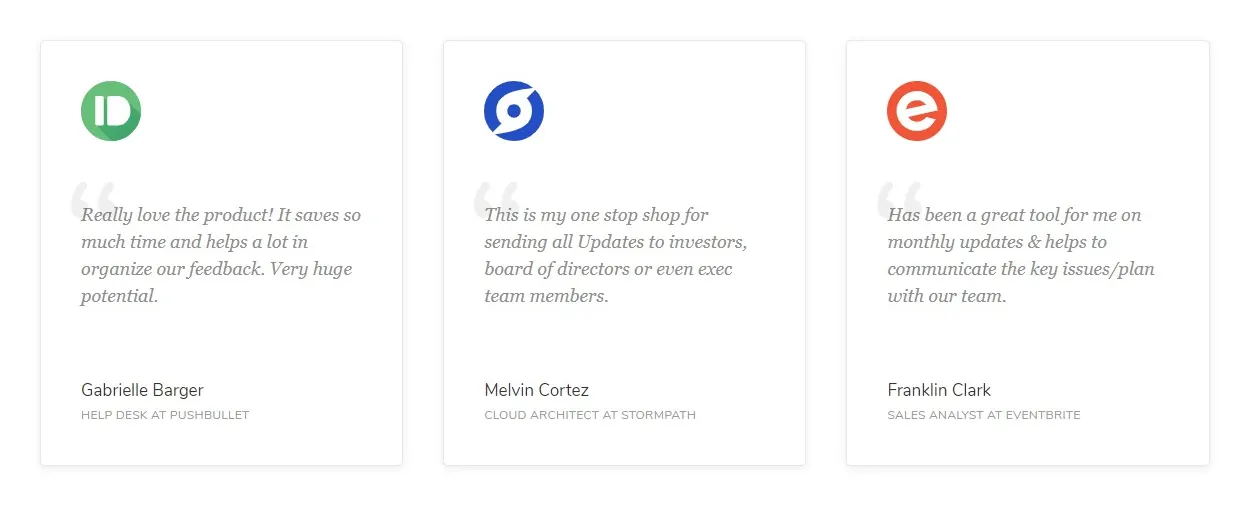 Really love the product! It saves so
much time and helps a lot in
organize our feedback. Very huge
potential.
Gabrielle Barger
HELP DESK AT PUSHBULLET
This is my one stop shop for
sending all Updates to investors,
board of directors or even exec
team members.
Melvin Cortez
CLOUD ARCHITECT AT STORMPATH
Has been a great tool for me on
monthly updates & helps to
communicate the key issues/plan
with our team.
Franklin Clark
SALES ANALYST AT EVENTBRITE